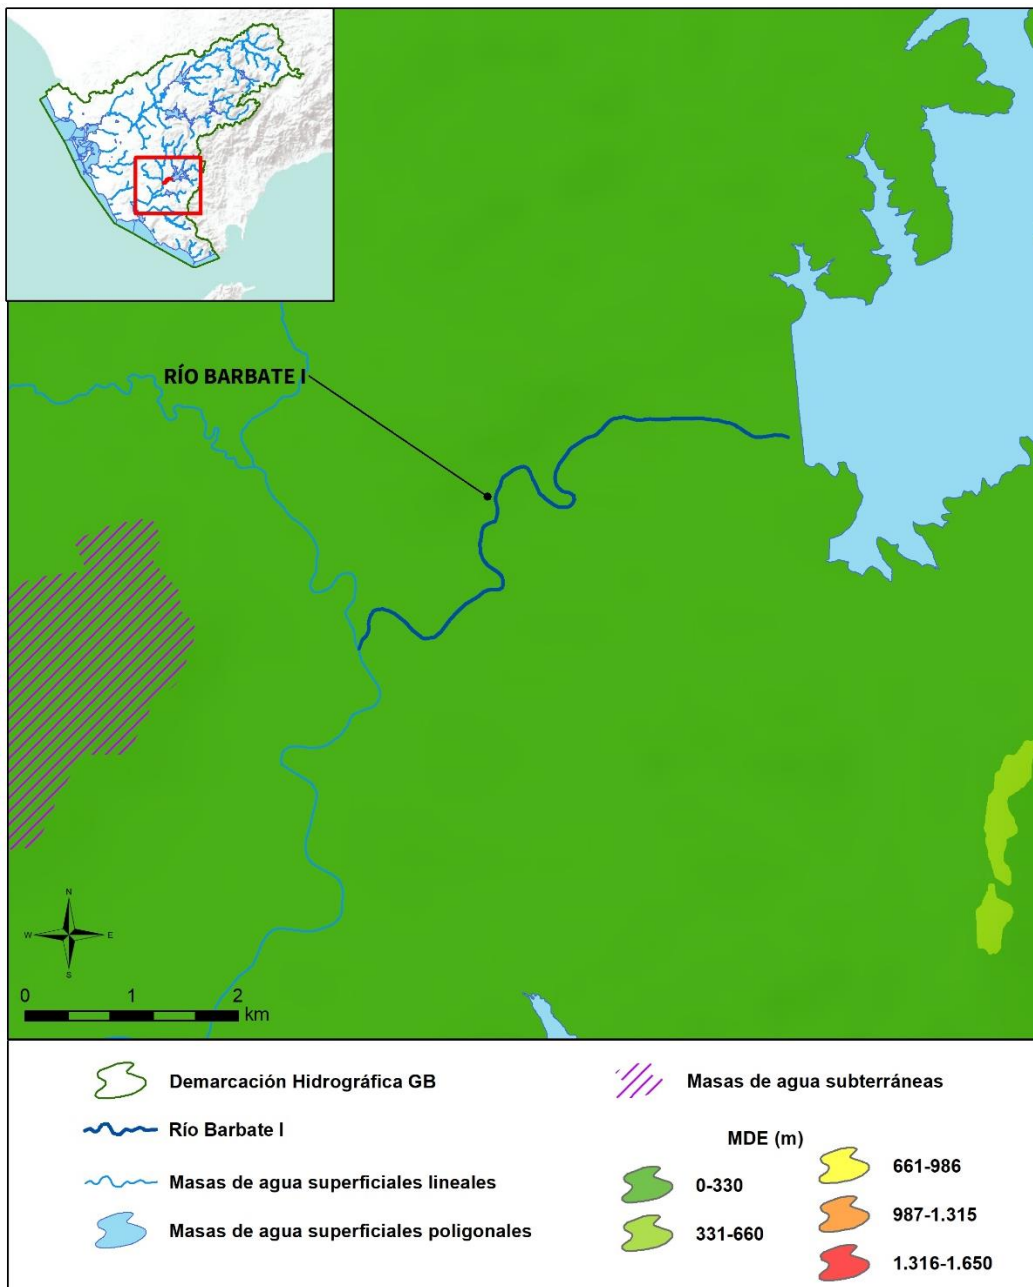 RÍO BARBATE I
N
W E
S
0 1 2
km
Demarcación Hidrográfica GB
Río Barbate I
Masas de agua superficiales lineales
Masas de agua superficiales poligonales
Masas de agua subterráneas
MDE (m)
0-330
331-660
661-986
987-1.315
1.316-1.650